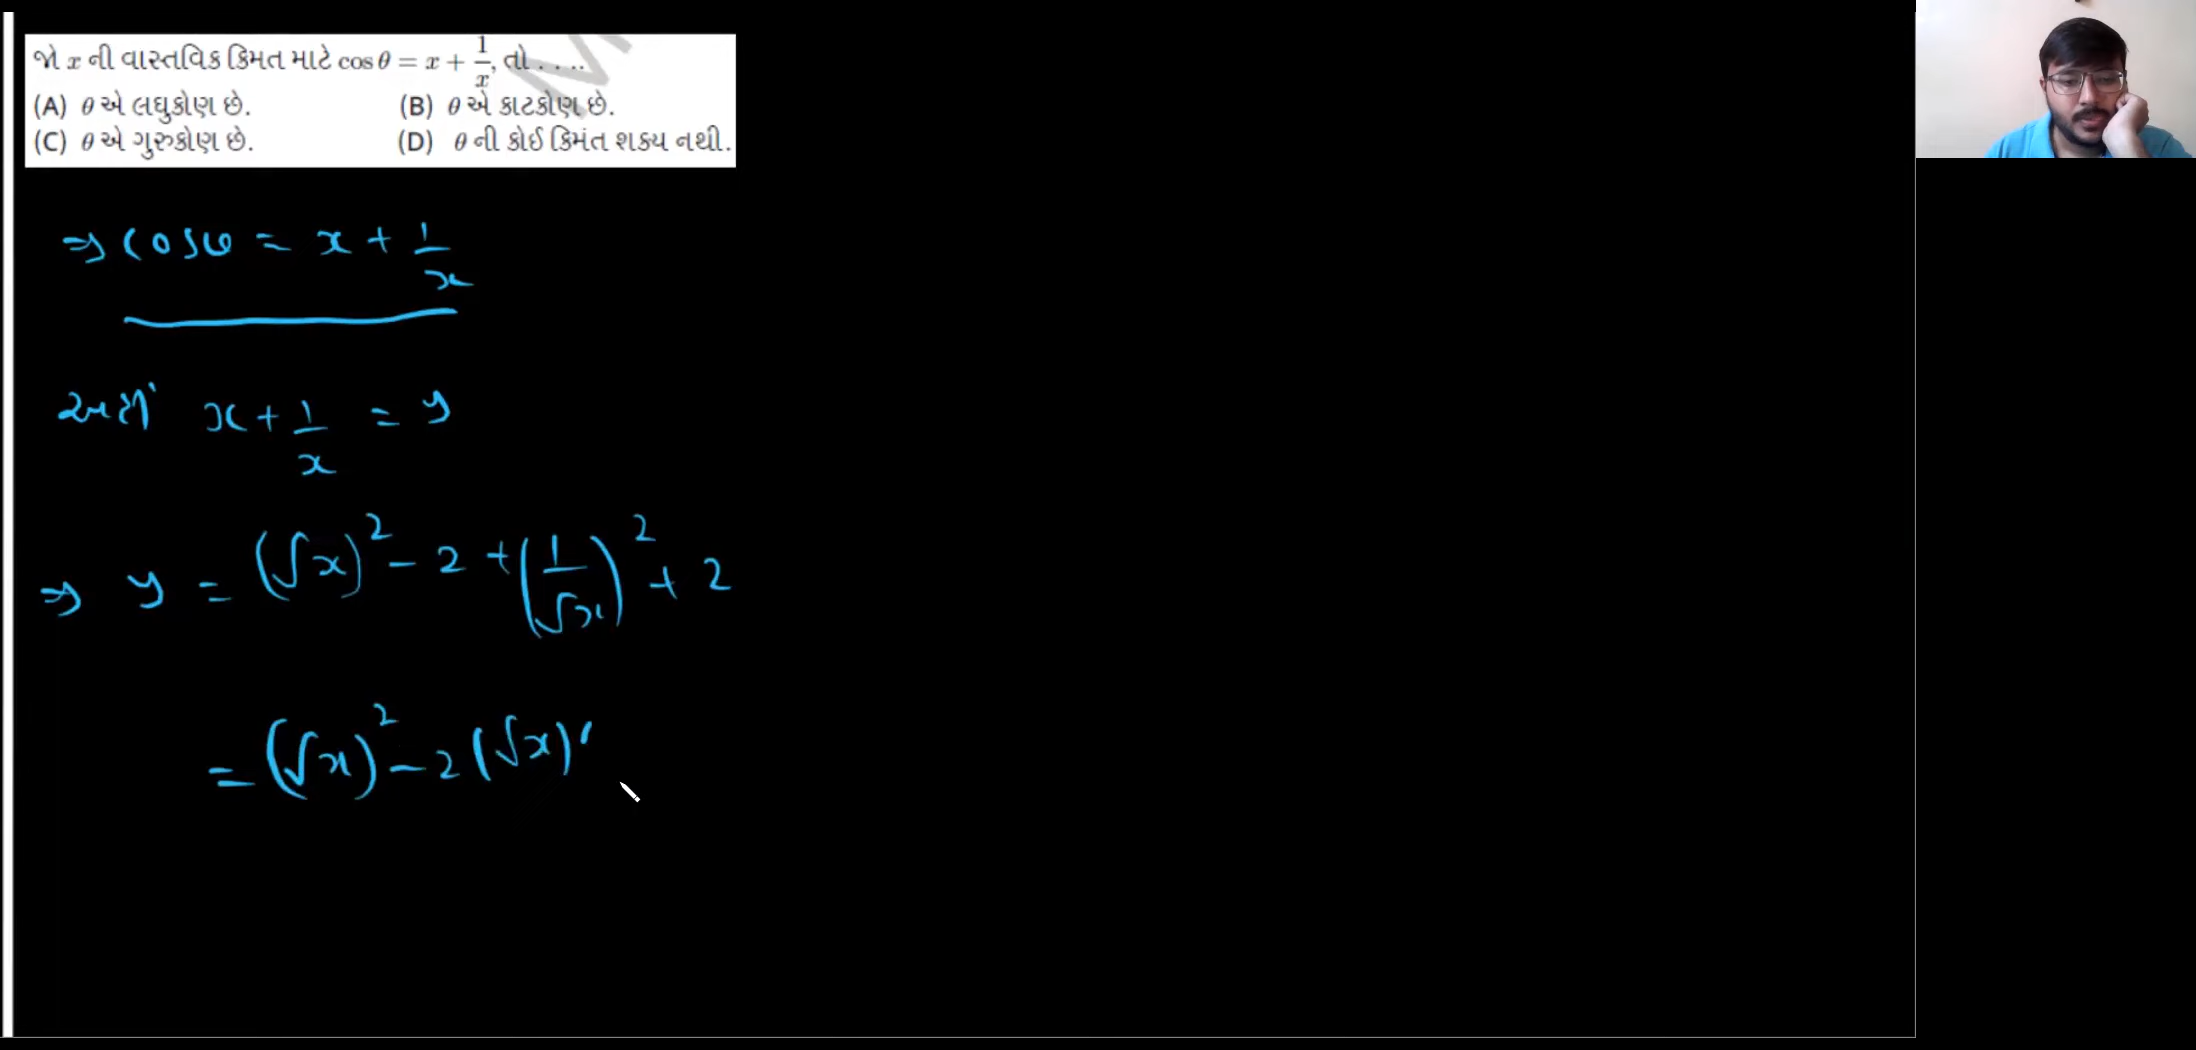 જો x ની વાસ્તવિક કિમત માટે cos θ = x + 1/x, તો . . . ..
(A) θ એ લઘુકોણ છે. (B) θ એ કાટકોણ છે.
(C) θ એ ગુરુકોણ છે. (D) θ ની કોઈ કિમંત શક્ય નથી.
⇒ cosθ = x + 1/x
અહીં x + 1/x = y
⇒ y = (√x)² - 2 + (1/√x)² + 2
= (√x)² - 2 (√x)